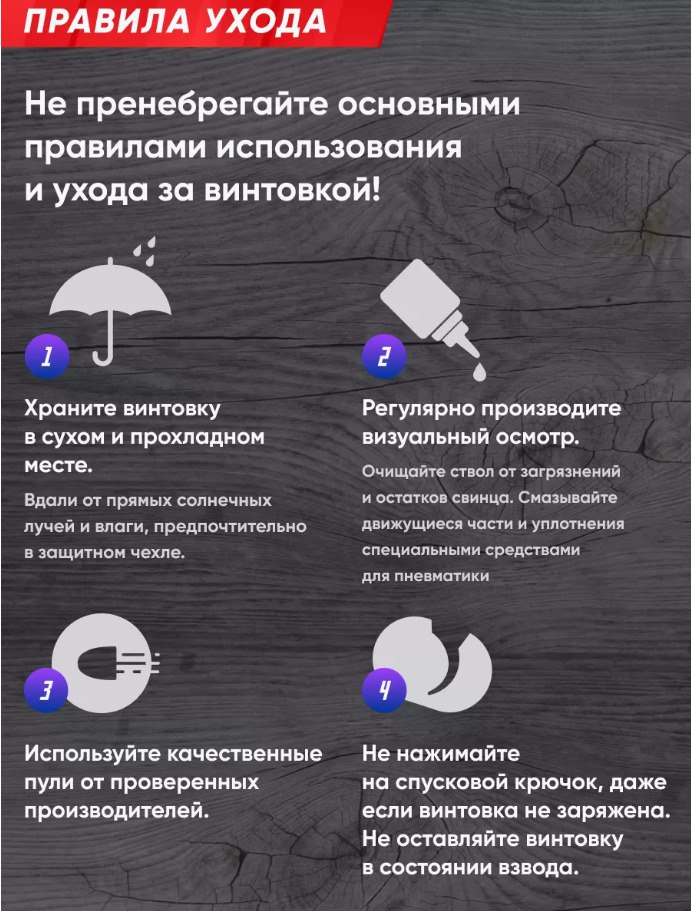 ПРАВИЛА УХОДА
Не пренебрегайте основными
правилами использования
и ухода за винтовкой!
1
Храните винтовку
в сухом и прохладном
месте.
Вдали от прямых солнечных
лучей и влаги, предпочтительно
в защитном чехле.
2
Регулярно производите
визуальный осмотр.
Очищайте ствол от загрязнений
и остатков свинца. Смазывайте
движущиеся части и уплотнения
специальными средствами
для пневматики
3
Используйте качественные
пули от проверенных
производителей.
4
Не нажимайте
на спусковой крючок, даже
если винтовка не заряжена.
Не оставляйте винтовку
в состоянии взвода.